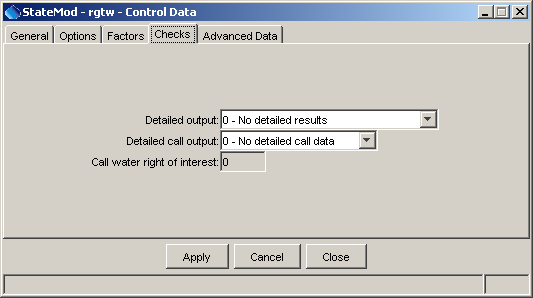 StateMod - rgtw - Control Data
General Options Factors Checks Advanced Data
Detailed output: 0 - No detailed results
Detailed call output: 0 - No detailed call data
Call water right of interest: 0
Apply Cancel Close